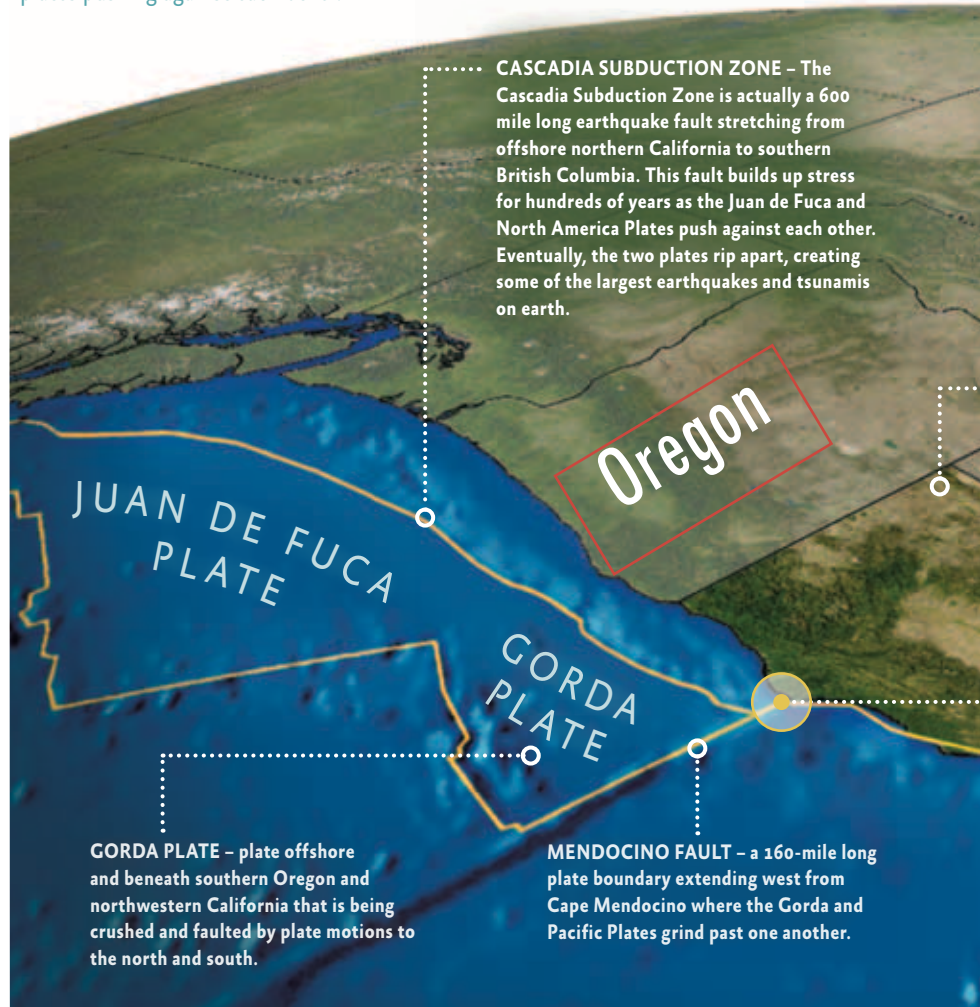 CASCADIA SUBDUCTION ZONE – The
Cascadia Subduction Zone is actually a 600
mile long earthquake fault stretching from
offshore northern California to southern
British Columbia. This fault builds up stress
for hundreds of years as the Juan de Fuca and
North America Plates push against each other.
Eventually, the two plates rip apart, creating
some of the largest earthquakes and tsunamis
on earth.
Oregon
JUAN DE FUCA
PLATE
GORDA
PLATE
GORDA PLATE – plate offshore
and beneath southern Oregon and
northwestern California that is being
crushed and faulted by plate motions to
the north and south.
MENDOCINO FAULT – a 160-mile long
plate boundary extending west from
Cape Mendocino where the Gorda and
Pacific Plates grind past one another.